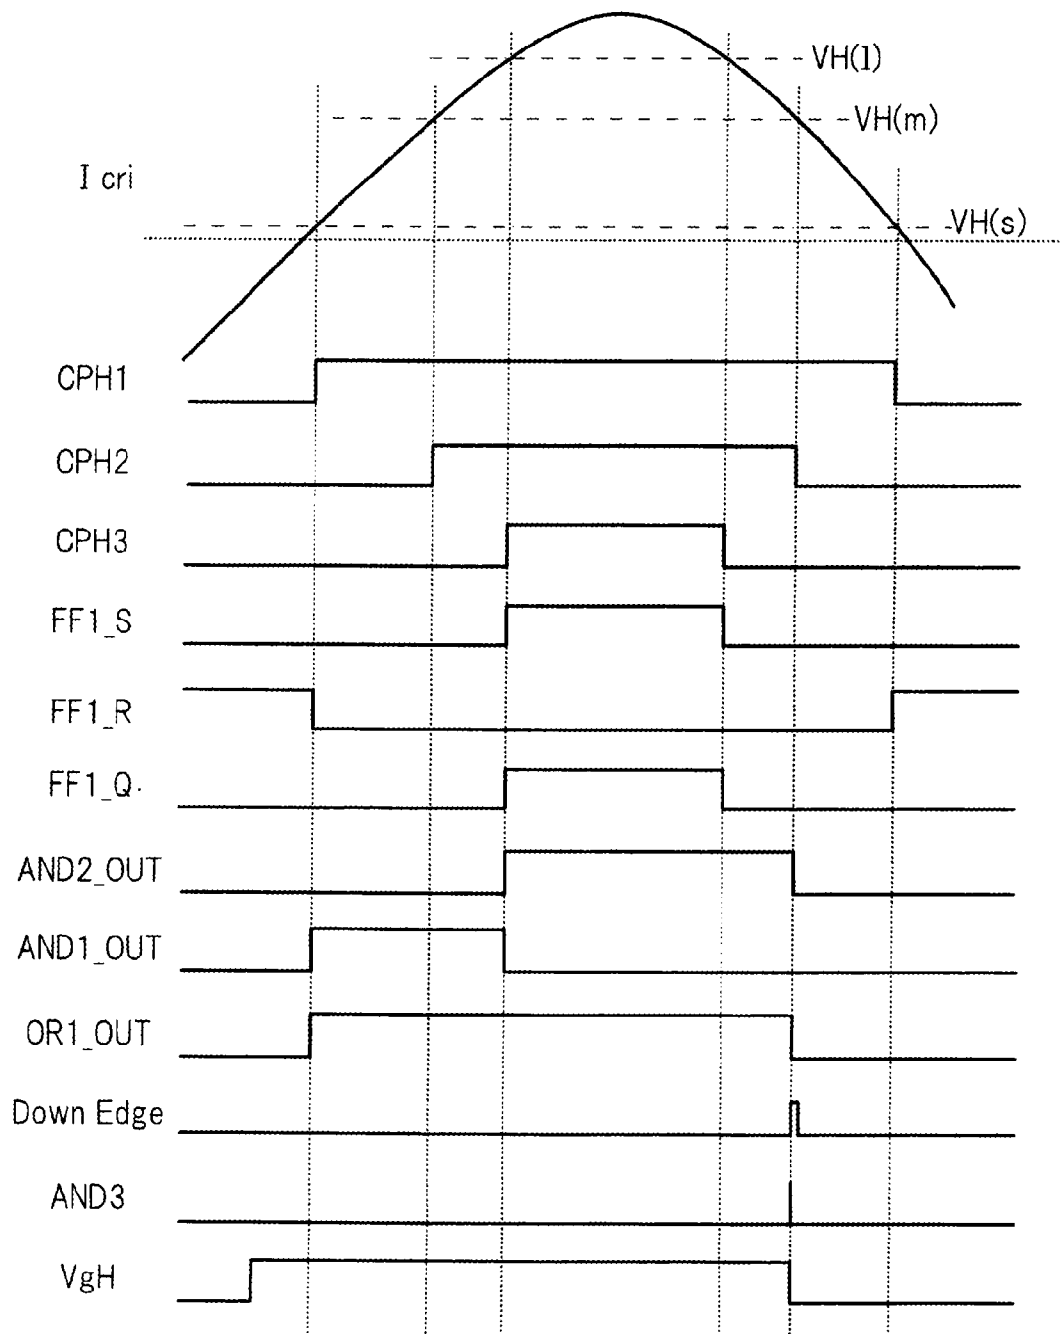 VH(l)
VH(m)
I cri
VH(s)
CPH1
CPH2
CPH3
FF1_S
FF1_R
FF1_Q.
AND2_OUT
AND1_OUT
OR1_OUT
Down Edge
AND3
VgH